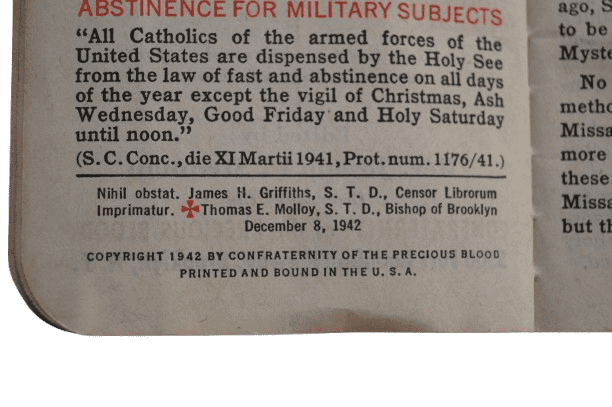 ABSTINENCE FOR MILITARY SUBJECTS
"All Catholics of the armed forces of the
United States are dispensed by the Holy See
from the law of fast and abstinence on all days
of the year except the vigil of Christmas, Ash
Wednesday, Good Friday and Holy Saturday
until noon."
(S. C. Conc., die XI Martii 1941, Prot. num. 1176/41.)
Nihil obstat. James H. Griffiths, S. T. D., Censor Librorum
Imprimatur. ✠Thomas E. Molloy, S. T. D., Bishop of Brooklyn
December 8, 1942
COPYRIGHT 1942 BY CONFRATERNITY OF THE PRECIOUS BLOOD
PRINTED AND BOUND IN THE U. S. A.
ago, S
to be
Myste
No
metho
Missa
more
these
Missa
but th